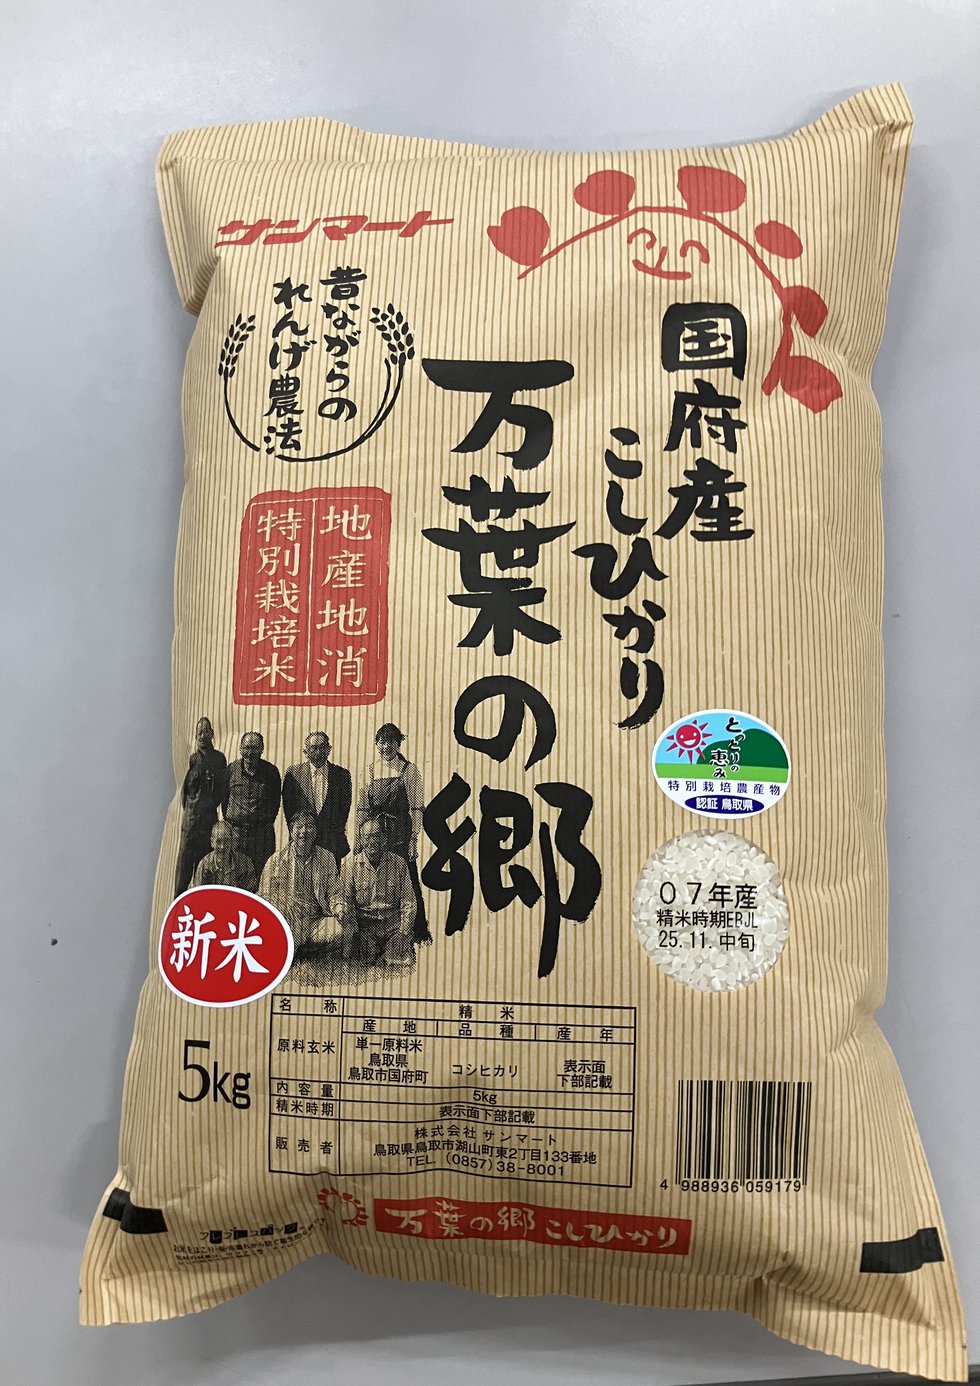 サンマート
昔ながらの
れんげ農法
国府産
こしひかり
万葉の郷
地産地消
特別栽培米
とっとりの
恵み
特別栽培農産物
認証 鳥取県
07年産
精米時期EBJL
25.11.中旬
新米
5kg
名称 精米
原料玄米 産地 品種 産年
単一原料米
鳥取県
鳥取市国府町
コシヒカリ
表示面
下部記載
内容量 5kg
精米時期 表示面下部記載
販売者 株式会社サンマート
鳥取県鳥取市湖山町東2丁目133番地
TEL (0857)38-8001
4 988936 059179
万葉の郷 こしひかり